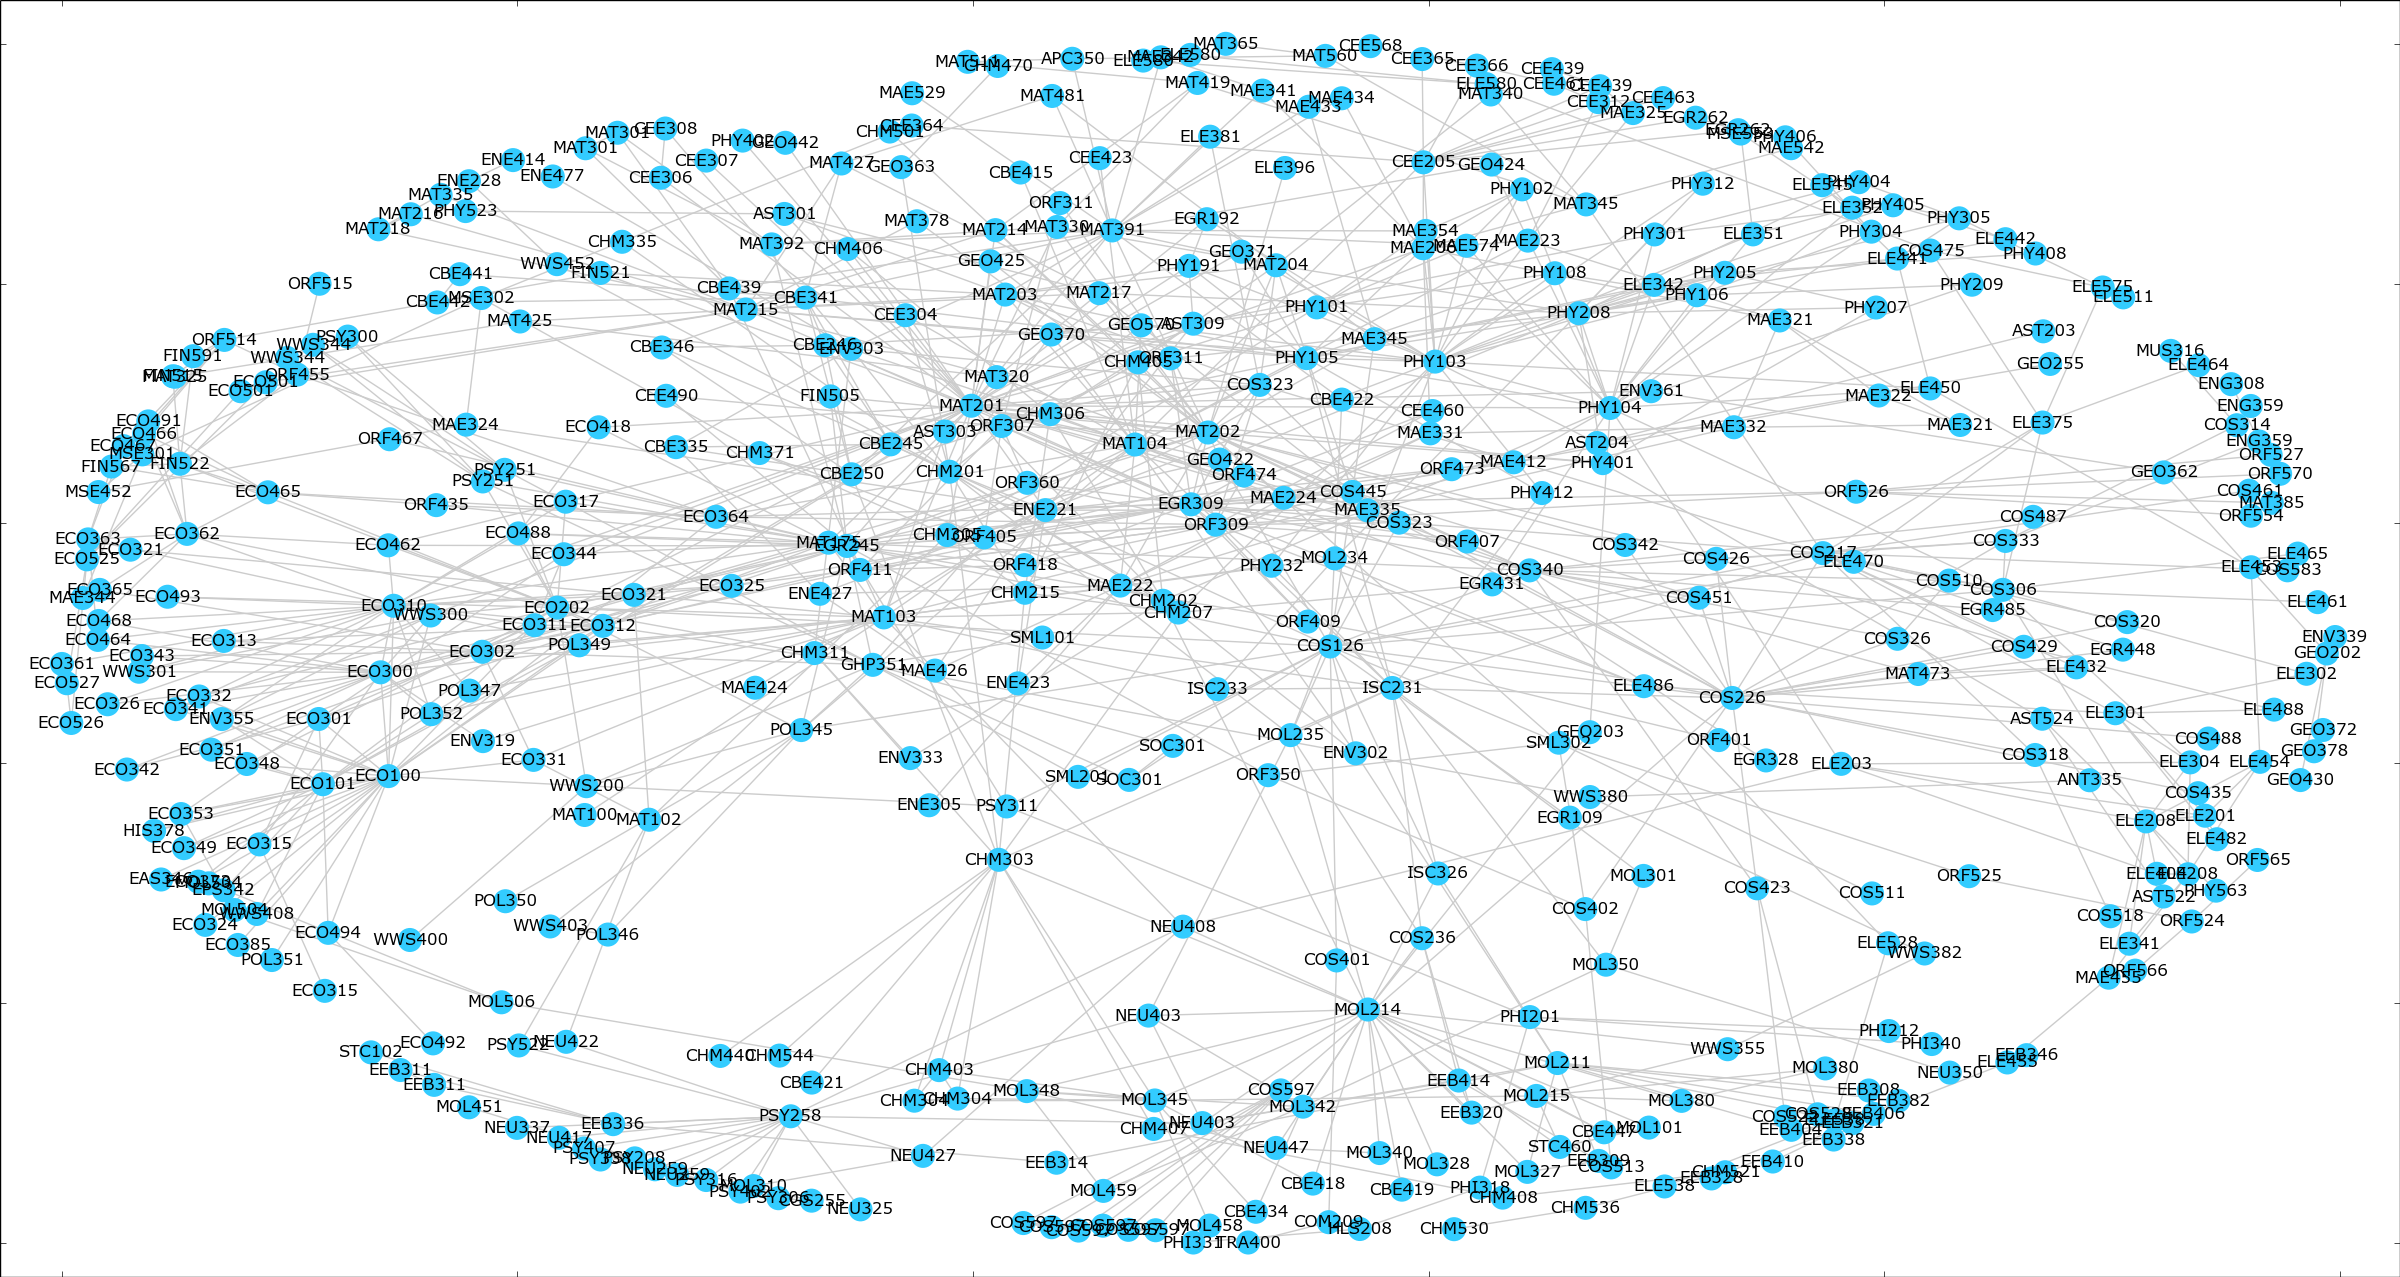 MAT365
CEE568
MAT560
CEE365
APC350
MAT511
CHM470
ELE580
CEE366
CEE439
ELE580
MAT340
CEE461
CEE439
CEE312
CEE463
MAE325
EGR262
MAT419
MAE341
MAE433
MAE434
MAT481
MAE529
CEE364
CHM501
ELE381
PHY406
MAE542
MAT301
MAT301
CEE308
PHY402
GEO442
CEE307
CEE306
MAT427
GEO363
CBE415
CEE423
ELE396
CEE205
GEO424
PHY102
PHY312
ELE545
PHY404
ENE414
ENE477
ENE228
MAT335
PHY523
MAT216
MAT218
AST301
MAT378
ORF311
MAT330
MAT214
MAT391
EGR192
MAT345
ELE352
PHY405
PHY305
CHM335
MAT392
CHM406
GEO371
MAE354
MAE206
MAE574
MAE223
PHY301
ELE351
PHY304
ELE442
COS475
PHY408
ELE441
WWS452
FIN521
CBE441
CBE442
MSE302
ORF515
CBE439
CBE341
MAT215
GEO425
MAT203
MAT217
PHY191
MAT204
PHY101
PHY108
ELE342
PHY106
PHY205
PHY209
PHY207
ELE575
ELE511
MAT425
CEE304
GEO370
GEO570
AST309
PHY208
MAE321
AST203
ORF514
PSY300
WWS344
WWS344
FIN591
ORF455
ECO501
ECO501
CBE346
CBE246
ENV303
CHM405
ORF311
PHY105
MAE345
PHY103
GEO255
MUS316
ELE464
MAT320
COS323
FIN505
CEE490
CBE422
ENV361
PHY104
MAE322
ELE450
ENG308
ENG359
ECO491
ECO466
ECO467
MSE301
FIN567
FIN522
MSE452
MAE324
ORF467
ECO418
MAT201
CHM306
ORF307
AST303
CBE245
CBE335
CHM371
CBE250
CHM201
MAT104
MAT202
GEO422
ORF474
CEE460
MAE331
AST204
PHY401
MAE332
MAE321
ELE375
COS314
ENG359
ORF527
ORF570
GEO362
COS461
MAT385
ORF554
PSY251
PSY251
ECO465
ORF435
ECO317
ECO364
ORF360
ENE221
EGR309
ORF309
MAE224
COS445
MAE335
COS323
ORF473
MAE412
PHY412
ORF526
COS487
ECO363
ECO525
ECO321
ECO362
ECO462
ECO488
ECO344
MAT175
EGR245
ORF411
CHM305
ORF405
ORF418
CHM215
MAE222
CHM202
CHM207
PHY232
MOL234
ORF407
COS340
EGR431
COS342
COS426
COS217
ELE470
COS333
COS510
COS306
EGR485
ELE465
ELE453
COS583
ELE461
ECO365
MAE344
ECO493
ECO468
ECO464
ECO313
ECO310
WWS300
ECO202
ECO311
ECO312
ECO321
POL349
ECO325
ENE427
MAT103
SML101
ORF409
COS126
COS451
COS326
COS429
COS320
EGR448
ENV339
GEO202
ECO361
ECO343
WWS301
ECO527
ECO326
ECO526
ECO332
ECO341
ENV355
ECO300
ECO302
POL347
POL352
ECO301
CHM311
GHP351
MAE426
MAE424
ENE423
ISC233
ISC231
ELE486
COS226
MAT473
ELE432
ELE302
ELE488
ELE301
AST524
ENV319
ECO331
POL345
ENV333
SOC301
MOL235
ENV302
GEO203
SML302
ORF401
EGR328
ELE203
COS318
COS488
GEO372
GEO378
ECO351
ECO348
ECO342
ECO101
ECO100
WWS200
MAT100
MAT102
ENE305
PSY311
SML201
SOC301
ORF350
WWS380
EGR109
ANT335
ELE304
ELE454
GEO430
COS435
ELE201
ELE208
ELE482
ORF565
ECO353
HIS378
ECO349
ECO315
EAS346
EPS342
MOL504
WWS408
ECO324
ECO385
POL351
ECO494
ECO315
WWS400
POL350
WWS403
POL346
CHM303
ISC326
MOL301
COS402
COS423
COS511
ORF525
ELE404
ELE208
PHY563
AST522
ORF524
COS518
ELE341
ORF566
MAE455
NEU408
COS236
COS401
MOL350
ELE528
WWS382
MOL506
NEU403
MOL214
PHI201
PHI212
PHI340
STC102
ECO492
PSY522
NEU422
EEB311
EEB311
MOL451
NEU337
NEU417
PSY407
PSY338
PSY208
NEU259
NEU259
PSY316
MOL310
PSY402
PSY306
COS255
NEU325
EEB336
PSY258
CHM440
CHM544
CBE421
CHM403
CHM304
CHM304
MOL348
MOL345
CHM407
NEU403
COS597
MOL342
NEU447
NEU427
EEB314
MOL459
MOL340
MOL328
MOL211
EEB414
EEB320
MOL215
WWS355
MOL380
MOL380
NEU350
ELE455
EEB346
EEB308
EEB382
EEB406
COS528
EEB321
EEB404
EEB338
MOL101
CBE447
STC460
EEB309
COS513
MOL327
EEB410
CHM521
EEB328
ELE538
PHI318
CHM408
CHM536
CHM530
CBE418
CBE419
CBE434
COM209
HLS208
MOL458
PHI331
TRA400
COS597
COS597
COS597
COS597
COS597